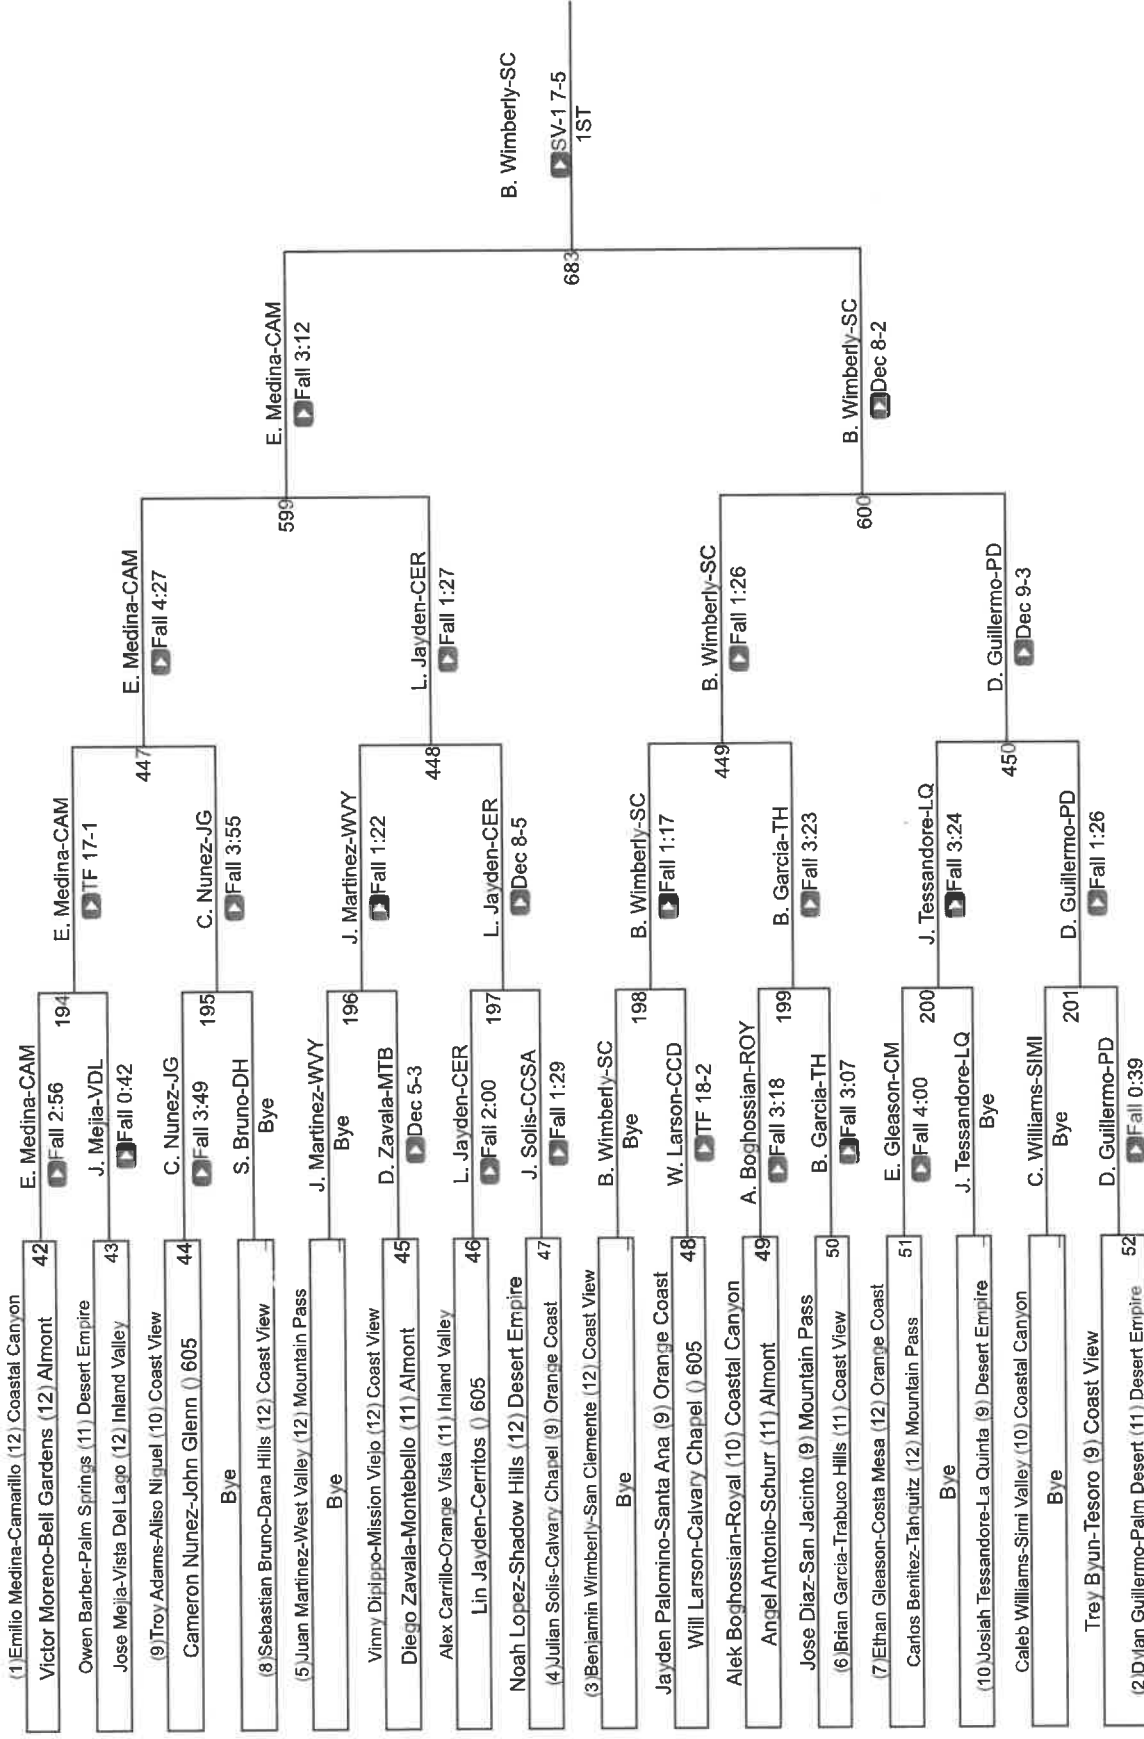 (1)Emilio Medina-Camarillo (12) Coastal Canyon
42
Victor Moreno-Bell Gardens (12) Almont
Owen Barber-Palm Springs (11) Desert Empire
43
Jose Mejia-Vista Del Lago (12) Inland Valley
(9)Troy Adams-Aliso Niguel (10) Coast View
44
Cameron Nunez-John Glenn () 605
Bye
(8)Sebastian Bruno-Dana Hills (12) Coast View
(5)Juan Martinez-West Valley (12) Mountain Pass
Bye
Vinny Dipippo-Mission Viejo (12) Coast View
45
Diego Zavala-Montebello (11) Almont
Alex Carrillo-Orange Vista (11) Inland Valley
46
Lin Jayden-Cerritos () 605
Noah Lopez-Shadow Hills (12) Desert Empire
47
(4)Julian Solis-Calvary Chapel (9) Orange Coast
(3)Benjamin Wimberly-San Clemente (12) Coast View
Bye
Jayden Palomino-Santa Ana (9) Orange Coast
48
Will Larson-Calvary Chapel () 605
Alek Boghossian-Royal (10) Coastal Canyon
49
Angel Antonio-Schurr (11) Almont
Jose Diaz-San Jacinto (9) Mountain Pass
50
(6)Brian Garcia-Trabuco Hills (11) Coast View
(7)Ethan Gleason-Costa Mesa (12) Orange Coast
51
Carlos Benitez-Tahquitz (12) Mountain Pass
Bye
(10)Josiah Tessandore-La Quinta (9) Desert Empire
Caleb Williams-Simi Valley (10) Coastal Canyon
Bye
Trey Byun-Tesoro (9) Coast View
52
(2)Dylan Guillermo-Palm Desert (11) Desert Empire
E. Medina-CAM
Fall 2:56
194
J. Mejia-VDL
Fall 0:42
C. Nunez-JG
Fall 3:49
195
S. Bruno-DH
Bye
J. Martinez-WVY
Bye
196
D. Zavala-MTB
Dec 5-3
L. Jayden-CER
Fall 2:00
197
J. Solis-CCSA
Fall 1:29
B. Wimberly-SC
Bye
198
W. Larson-CCD
TF 18-2
A. Boghossian-ROY
Fall 3:18
199
B. Garcia-TH
Fall 3:07
E. Gleason-CM
Fall 4:00
200
J. Tessandore-LQ
Bye
C. Williams-SIMI
Bye
201
D. Guillermo-PD
Fall 0:39
E. Medina-CAM
TF 17-1
447
C. Nunez-JG
Fall 3:55
J. Martinez-WVY
Fall 1:22
448
L. Jayden-CER
Dec 8-5
B. Wimberly-SC
Fall 1:17
449
B. Garcia-TH
Fall 3:23
J. Tessandore-LQ
Fall 3:24
450
D. Guillermo-PD
Fall 1:26
E. Medina-CAM
Fall 4:27
599
L. Jayden-CER
Fall 1:27
B. Wimberly-SC
Fall 1:26
600
D. Guillermo-PD
Dec 9-3
E. Medina-CAM
Fall 3:12
683
B. Wimberly-SC
Dec 8-2
B. Wimberly-SC
SV-1 7-5
1ST